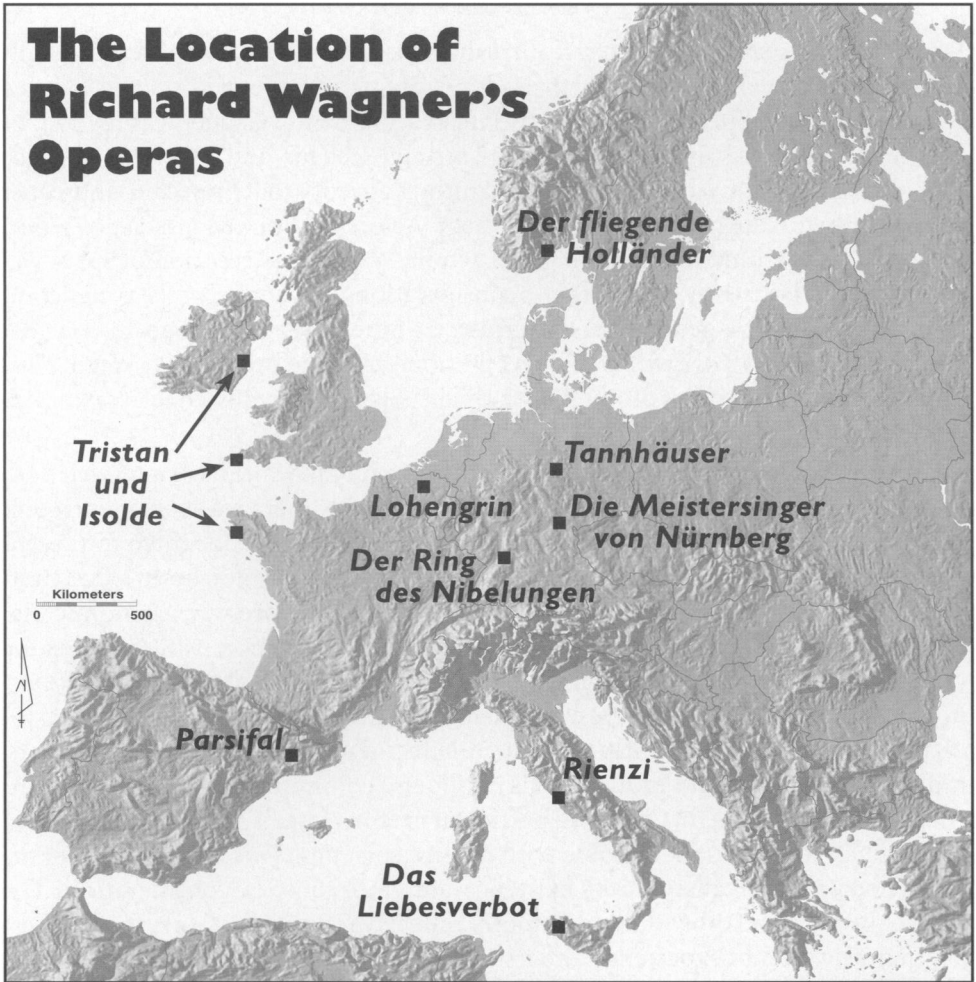 The Location of
Richard Wagner's
Operas
Der fliegende
Holländer
Tristan
und
Isolde
Tannhäuser
Lohengrin
Die Meistersinger
von Nürnberg
Der Ring
des Nibelungen
Kilometers
0 500
N
Parsifal
Rienzi
Das
Liebesverbot